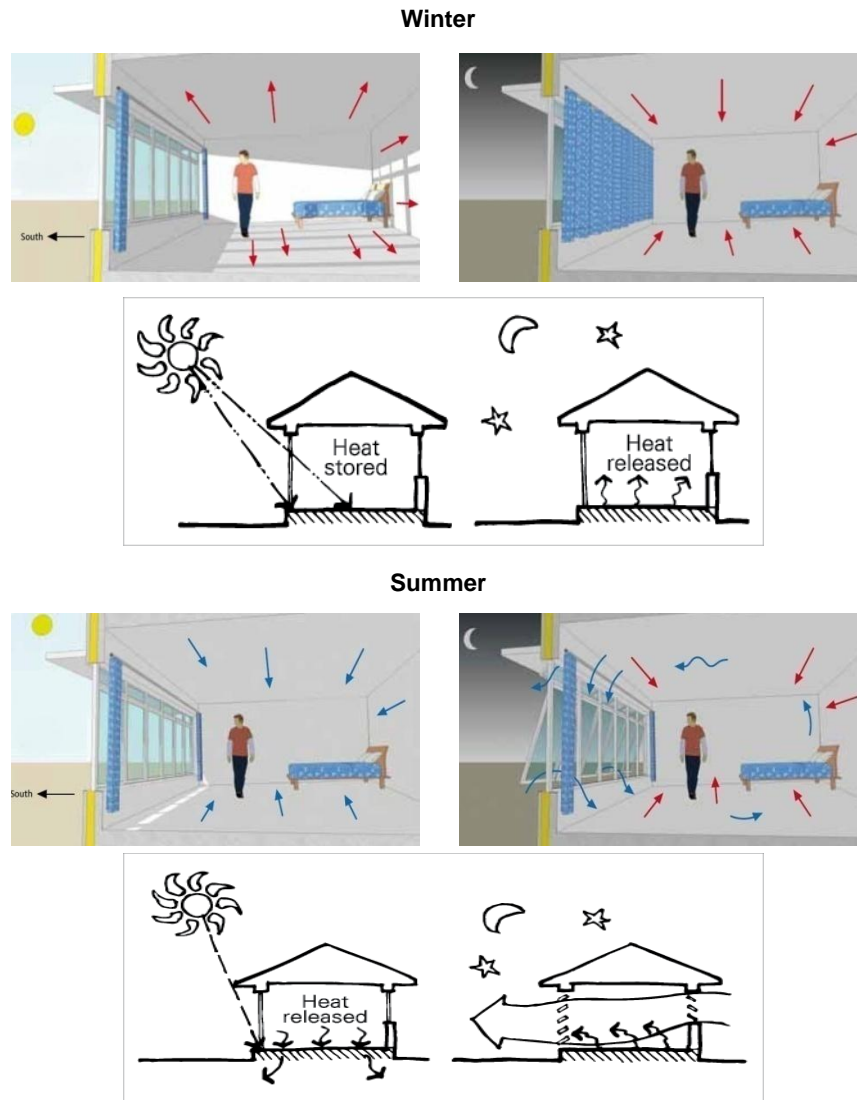 Winter
South
Heat
stored
Heat
released
Summer
South
Heat
released